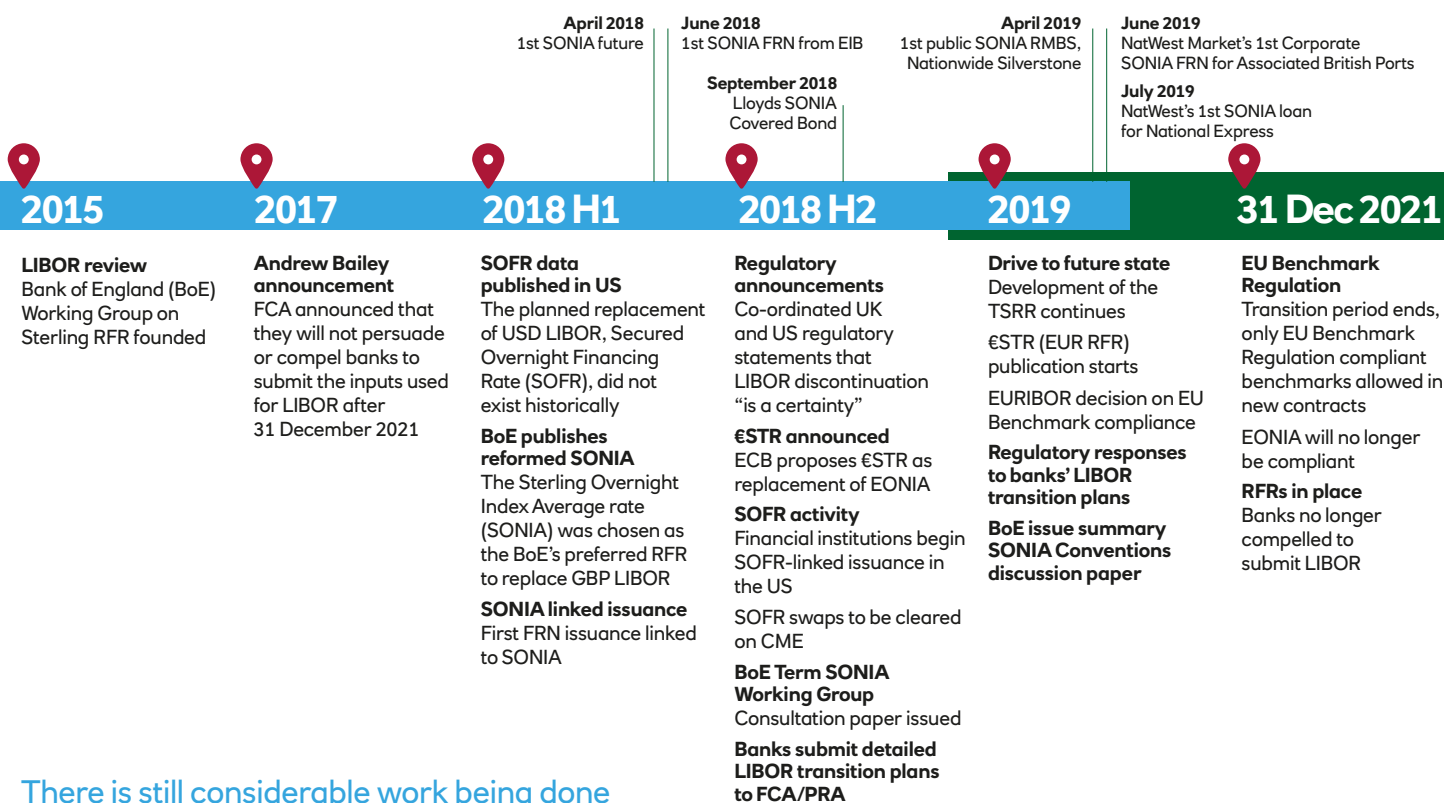 April 2018
1st SONIA future
June 2018
1st SONIA FRN from EIB
September 2018
Lloyds SONIA
Covered Bond
April 2019
1st public SONIA RMBS,
Nationwide Silverstone
June 2019
NatWest Market's 1st Corporate
SONIA FRN for Associated British Ports
July 2019
NatWest's 1st SONIA loan
for National Express
2015
2017
2018 H1
2018 H2
2019
31 Dec 2021
LIBOR review
Bank of England (BoE)
Working Group on
Sterling RFR founded
Andrew Bailey
announcement
FCA announced that
they will not persuade
or compel banks to
submit the inputs used
for LIBOR after
31 December 2021
SOFR data
published in US
The planned replacement
of USD LIBOR, Secured
Overnight Financing
Rate (SOFR), did not
exist historically
BoE publishes
reformed SONIA
The Sterling Overnight
Index Average rate
(SONIA) was chosen as
the BoE's preferred RFR
to replace GBP LIBOR
SONIA linked issuance
First FRN issuance linked
to SONIA
Regulatory
announcements
Co-ordinated UK
and US regulatory
statements that
LIBOR discontinuation
"is a certainty"
€STR announced
ECB proposes €STR as
replacement of EONIA
SOFR activity
Financial institutions begin
SOFR-linked issuance in
the US
SOFR swaps to be cleared
on CME
BoE Term SONIA
Working Group
Consultation paper issued
Banks submit detailed
LIBOR transition plans
to FCA/PRA
Drive to future state
Development of the
TSRR continues
€STR (EUR RFR)
publication starts
EURIBOR decision on EU
Benchmark compliance
Regulatory responses
to banks' LIBOR
transition plans
BoE issue summary
SONIA Conventions
discussion paper
EU Benchmark
Regulation
Transition period ends,
only EU Benchmark
Regulation compliant
benchmarks allowed in
new contracts
EONIA will no longer
be compliant
RFRs in place
Banks no longer
compelled to
submit LIBOR
There is still considerable work being done